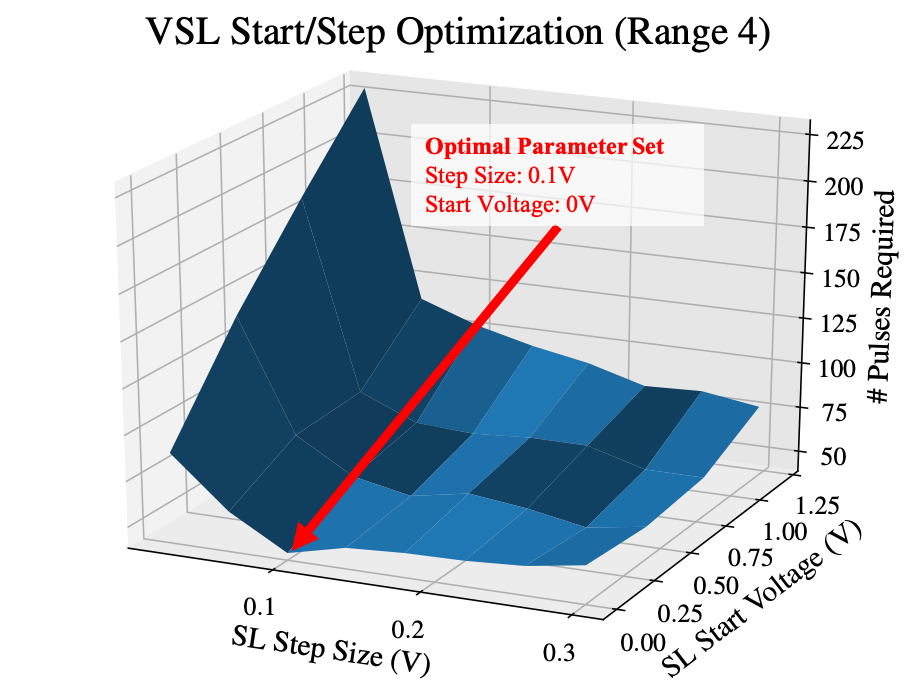 VSL Start/Step Optimization (Range 4)
Optimal Parameter Set
Step Size: 0.1V
Start Voltage: 0V
225
200
175
150
125
100
75
50
# Pulses Required
1.25
1.00
0.75
0.50
0.25
0.00
SL Start Voltage (V)
0.1
0.2
0.3
SL Step Size (V)